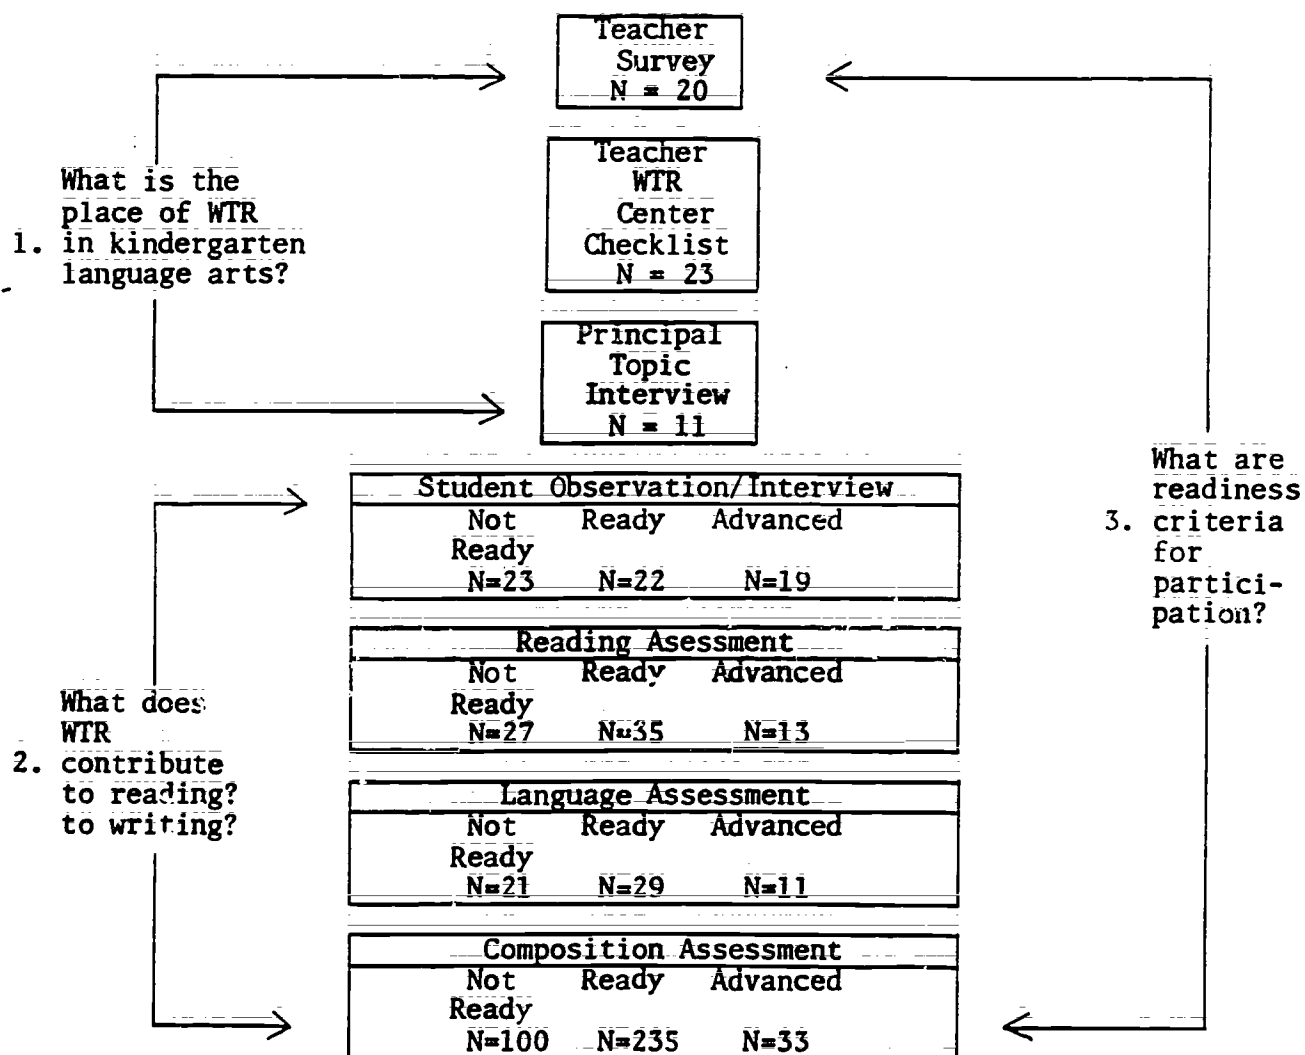 Teacher
Survey
N = 20
Teacher
WTR
Center
Checklist
N = 23
Principal
Topic
Interview
N = 11
What is the
place of WTR
1. in kindergarten
language arts?
Student Observation/Interview
Not Ready Advanced
Ready
N=23 N=22 N=19
Reading Asessment
Not Ready Advanced
Ready
N=27 N=35 N=13
Language Assessment
Not Ready Advanced
Ready
N=21 N=29 N=11
Composition Assessment
Not Ready Advanced
Ready
N=100 N=235 N=33
What does
WTR
2. contribute
to reading?
to writing?
What are
readiness
3. criteria
for
partici-
pation?